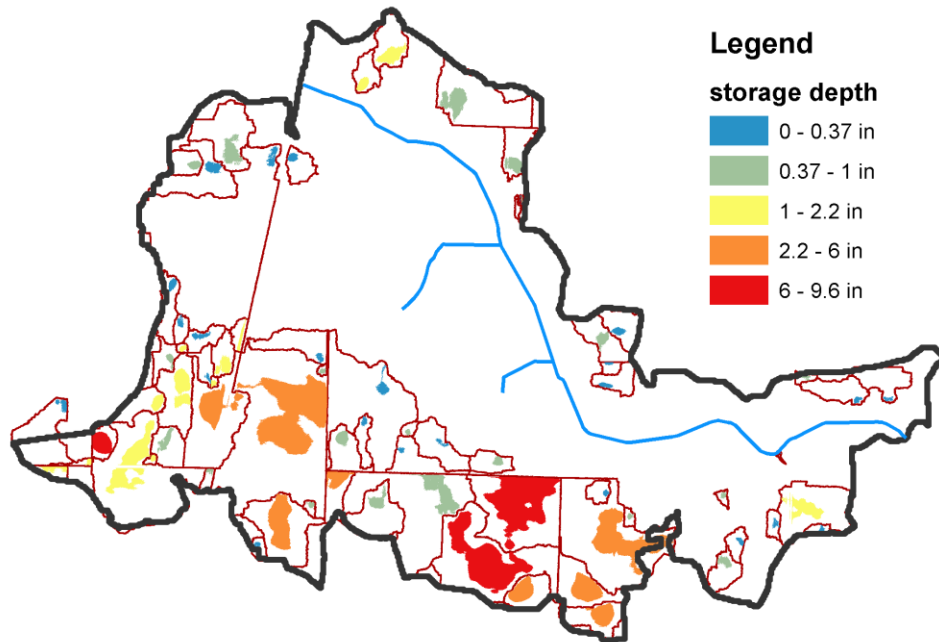 Legend
storage depth
0 - 0.37 in
0.37 - 1 in
1 - 2.2 in
2.2 - 6 in
6 - 9.6 in